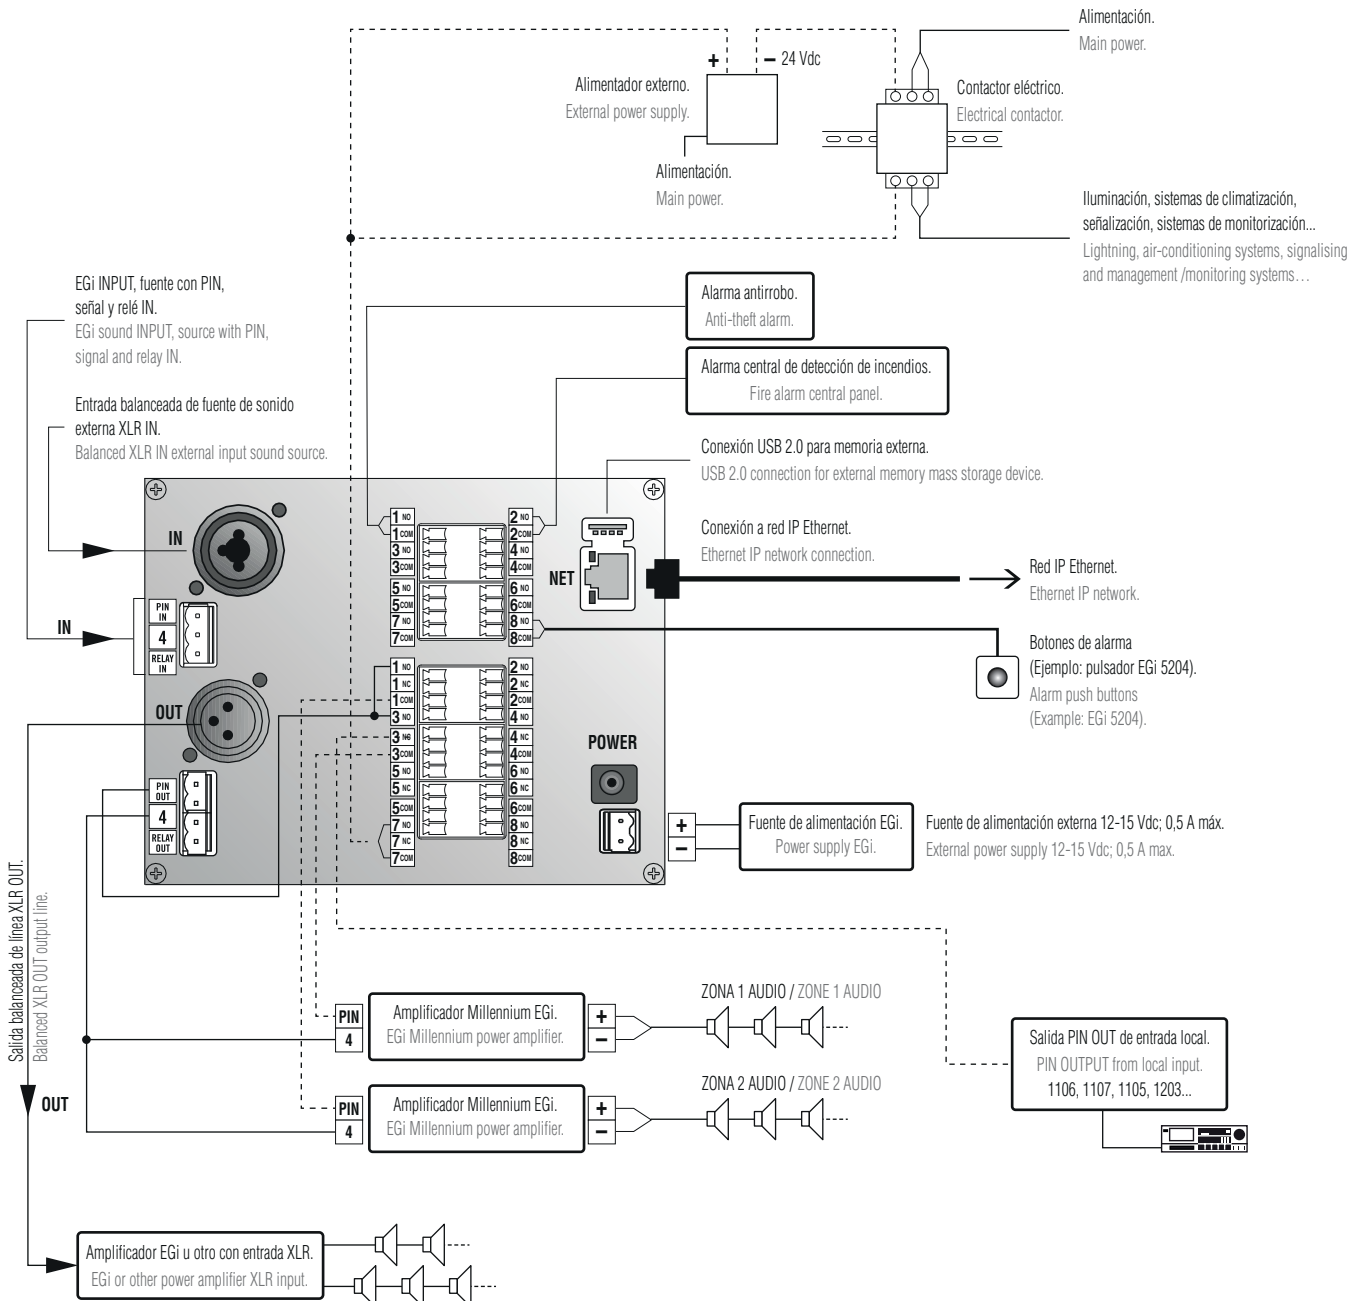 Alimentación.
Main power.
+
– 24 Vdc
Alimentador externo.
External power supply.
Contactor eléctrico.
Electrical contactor.
Alimentación.
Main power.
Iluminación, sistemas de climatización,
señalización, sistemas de monitorización...
Lightning, air-conditioning systems, signalising
and management /monitoring systems…
EGi INPUT, fuente con PIN,
señal y relé IN.
EGi sound INPUT, source with PIN,
signal and relay IN.
Alarma antirrobo.
Anti-theft alarm.
Alarma central de detección de incendios.
Fire alarm central panel.
Entrada balanceada de fuente de sonido
externa XLR IN.
Balanced XLR IN external input sound source.
Conexión USB 2.0 para memoria externa.
USB 2.0 connection for external memory mass storage device.
Conexión a red IP Ethernet.
Ethernet IP network connection.
Red IP Ethernet.
Ethernet IP network.
Botones de alarma
(Ejemplo: pulsador EGi 5204).
Alarm push buttons
(Example: EGi 5204).
IN
IN
PIN
IN
4
RELAY
IN
OUT
PIN
OUT
4
RELAY
OUT
1 NO
1 COM
3 NO
3 COM
5 NO
5 COM
7 NO
7 COM
2 NO
2 COM
4 NO
4 COM
6 NO
6 COM
8 NO
8 COM
1 NO
1 NC
1 COM
3 NO
3 NC
3 COM
5 NO
5 NC
5 COM
7 NO
7 NC
7 COM
2 NO
2 NC
2 COM
4 NO
4 NC
4 COM
6 NO
6 NC
6 COM
8 NO
8 NC
8 COM
NET
POWER
+
–
Fuente de alimentación EGi.
Power supply EGi.
Fuente de alimentación externa 12-15 Vdc; 0,5 A máx.
External power supply 12-15 Vdc; 0,5 A max.
Salida balanceada de línea XLR OUT.
Balanced XLR OUT output line.
OUT
PIN
4
Amplificador Millennium EGi.
EGi Millennium power amplifier.
+
–
ZONA 1 AUDIO / ZONE 1 AUDIO
PIN
4
Amplificador Millennium EGi.
EGi Millennium power amplifier.
+
–
ZONA 2 AUDIO / ZONE 2 AUDIO
Salida PIN OUT de entrada local.
PIN OUTPUT from local input.
1106, 1107, 1105, 1203...
Amplificador EGi u otro con entrada XLR.
EGi or other power amplifier XLR input.